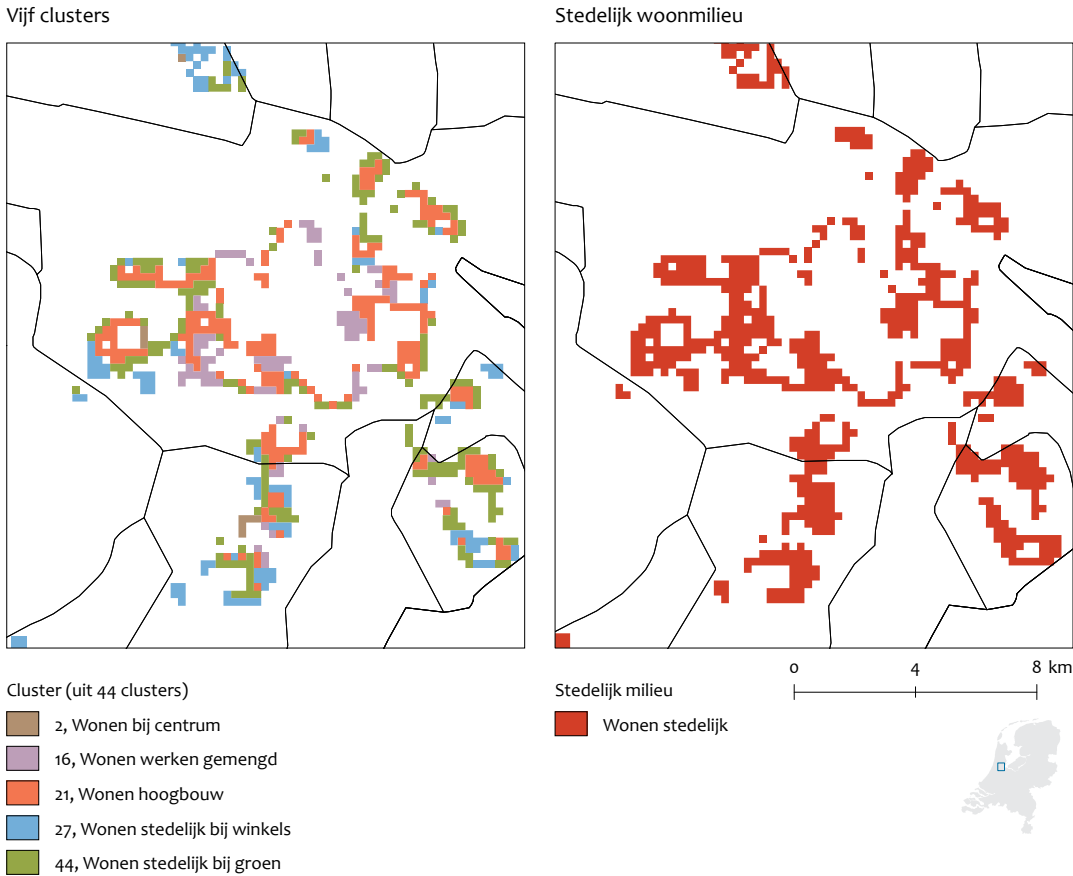 Vijf clusters
Stedelijk woonmilieu
Cluster (uit 44 clusters)
2, Wonen bij centrum
16, Wonen werken gemengd
21, Wonen hoogbouw
27, Wonen stedelijk bij winkels
44, Wonen stedelijk bij groen
0 4 8 km
Stedelijk milieu
Wonen stedelijk